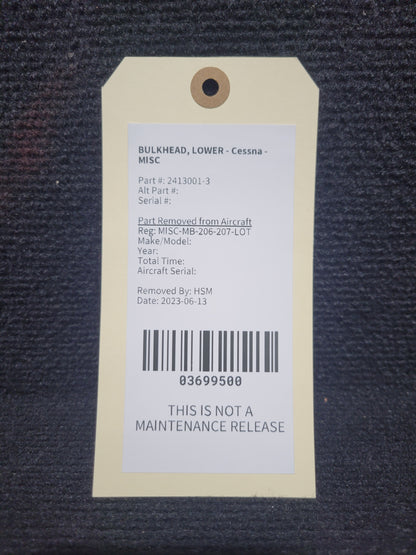 BULKHEAD, LOWER - Cessna -
MISC
Part #: 2413001-3
Alt Part #:
Serial #:
Part Removed from Aircraft
Reg: MISC-MB-206-207-LOT
Make/Model:
Year:
Total Time:
Aircraft Serial:
Removed By: HSM
Date: 2023-06-13
03699500
THIS IS NOT A
MAINTENANCE RELEASE